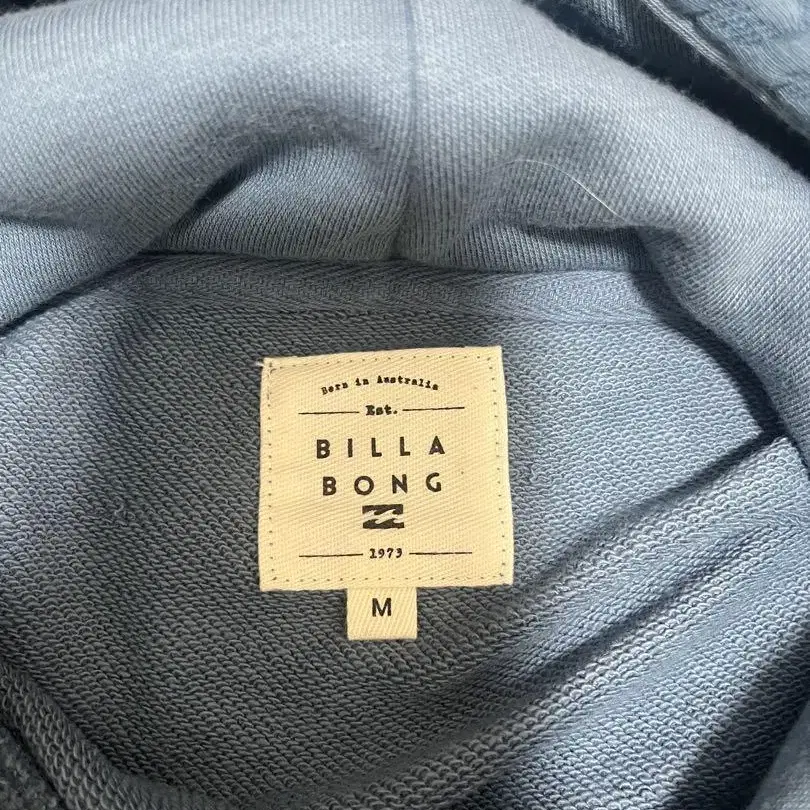 Born in Australia
Est.
BILLA
BONG
1973
M